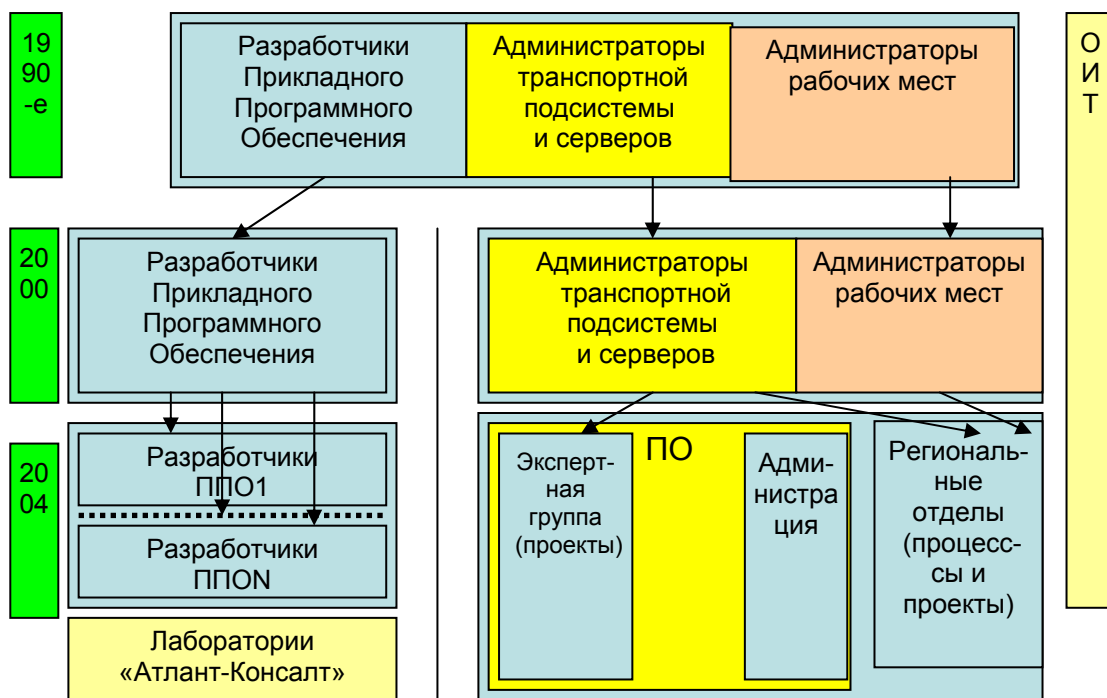 19
90
-е
Разработчики
Прикладного
Программного
Обеспечения
Администраторы
транспортной
подсистемы
и серверов
Администраторы
рабочих мест
О
И
Т
20
00
Разработчики
Прикладного
Программного
Обеспечения
Администраторы
транспортной
подсистемы
и серверов
Администраторы
рабочих мест
20
04
Разработчики
ППО1
Разработчики
ППОN
Лаборатории
«Атлант-Консалт»
ПО
Эксперт-
ная
группа
(проекты)
Адми-
нистра
ция
Региональ-
ные
отделы
(процесс-
сы и
проекты)